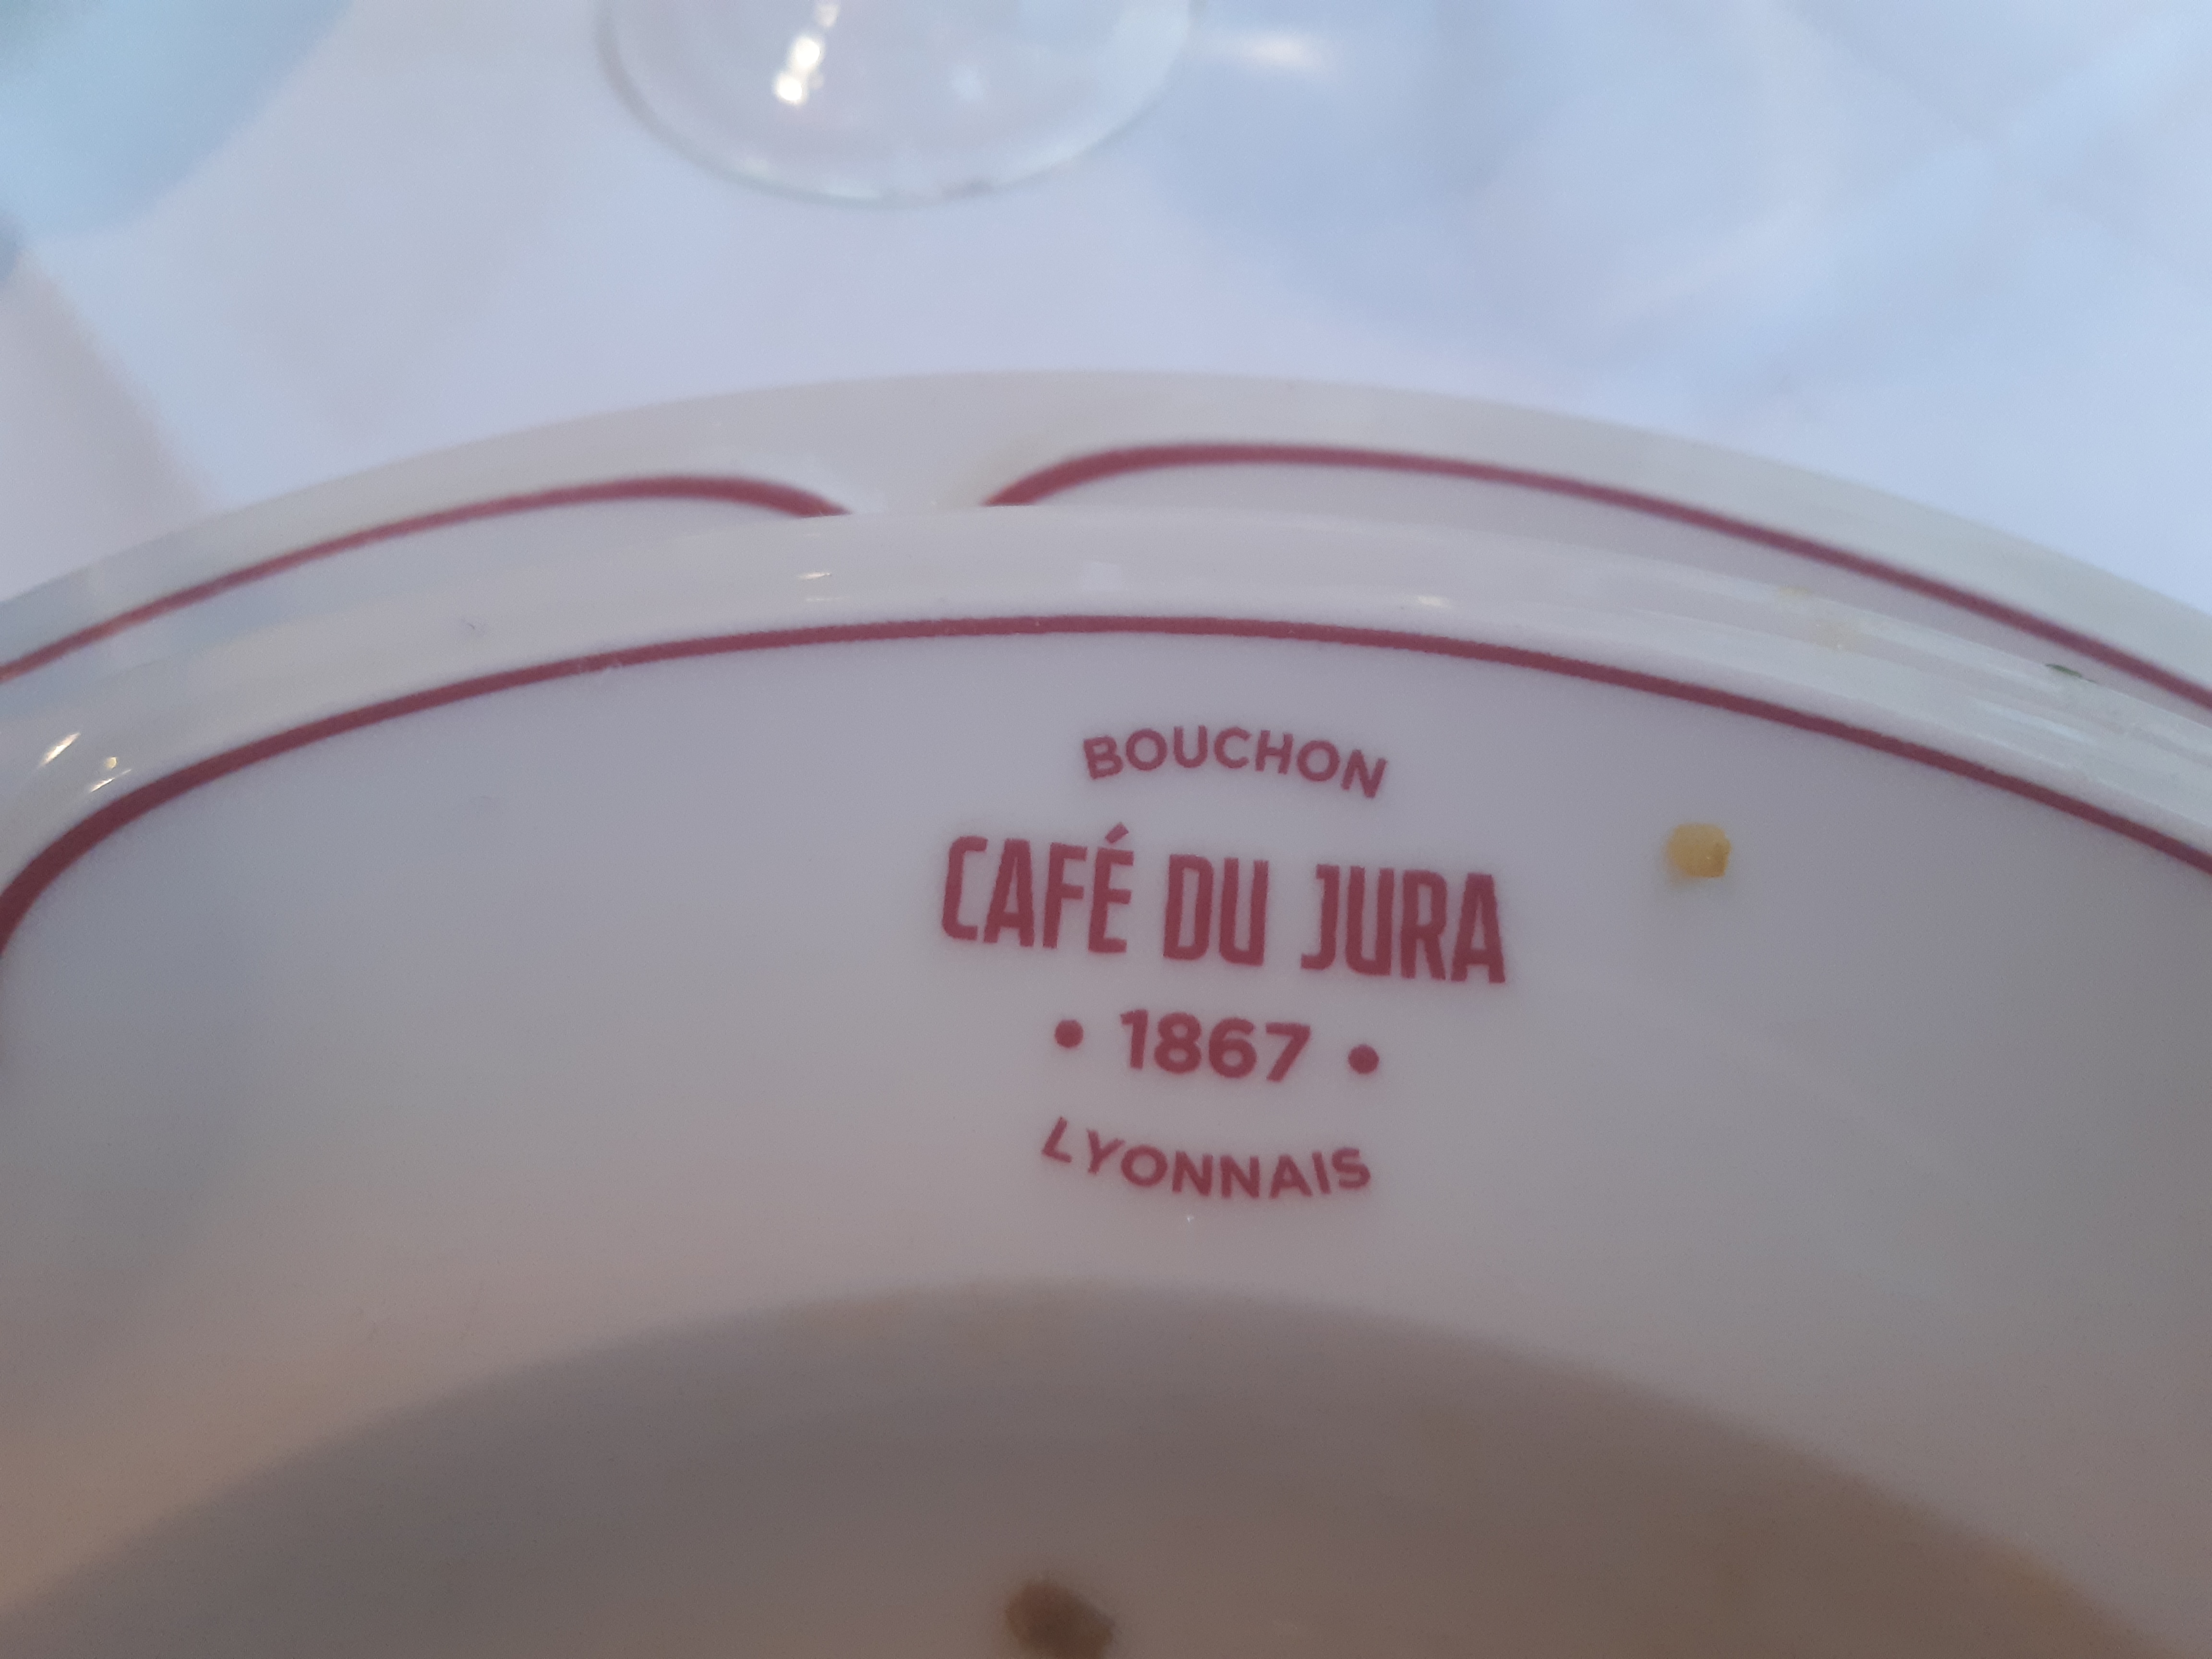 BOUCHON
CAFÉ DU JURA
• 1867 •
LYONNAIS